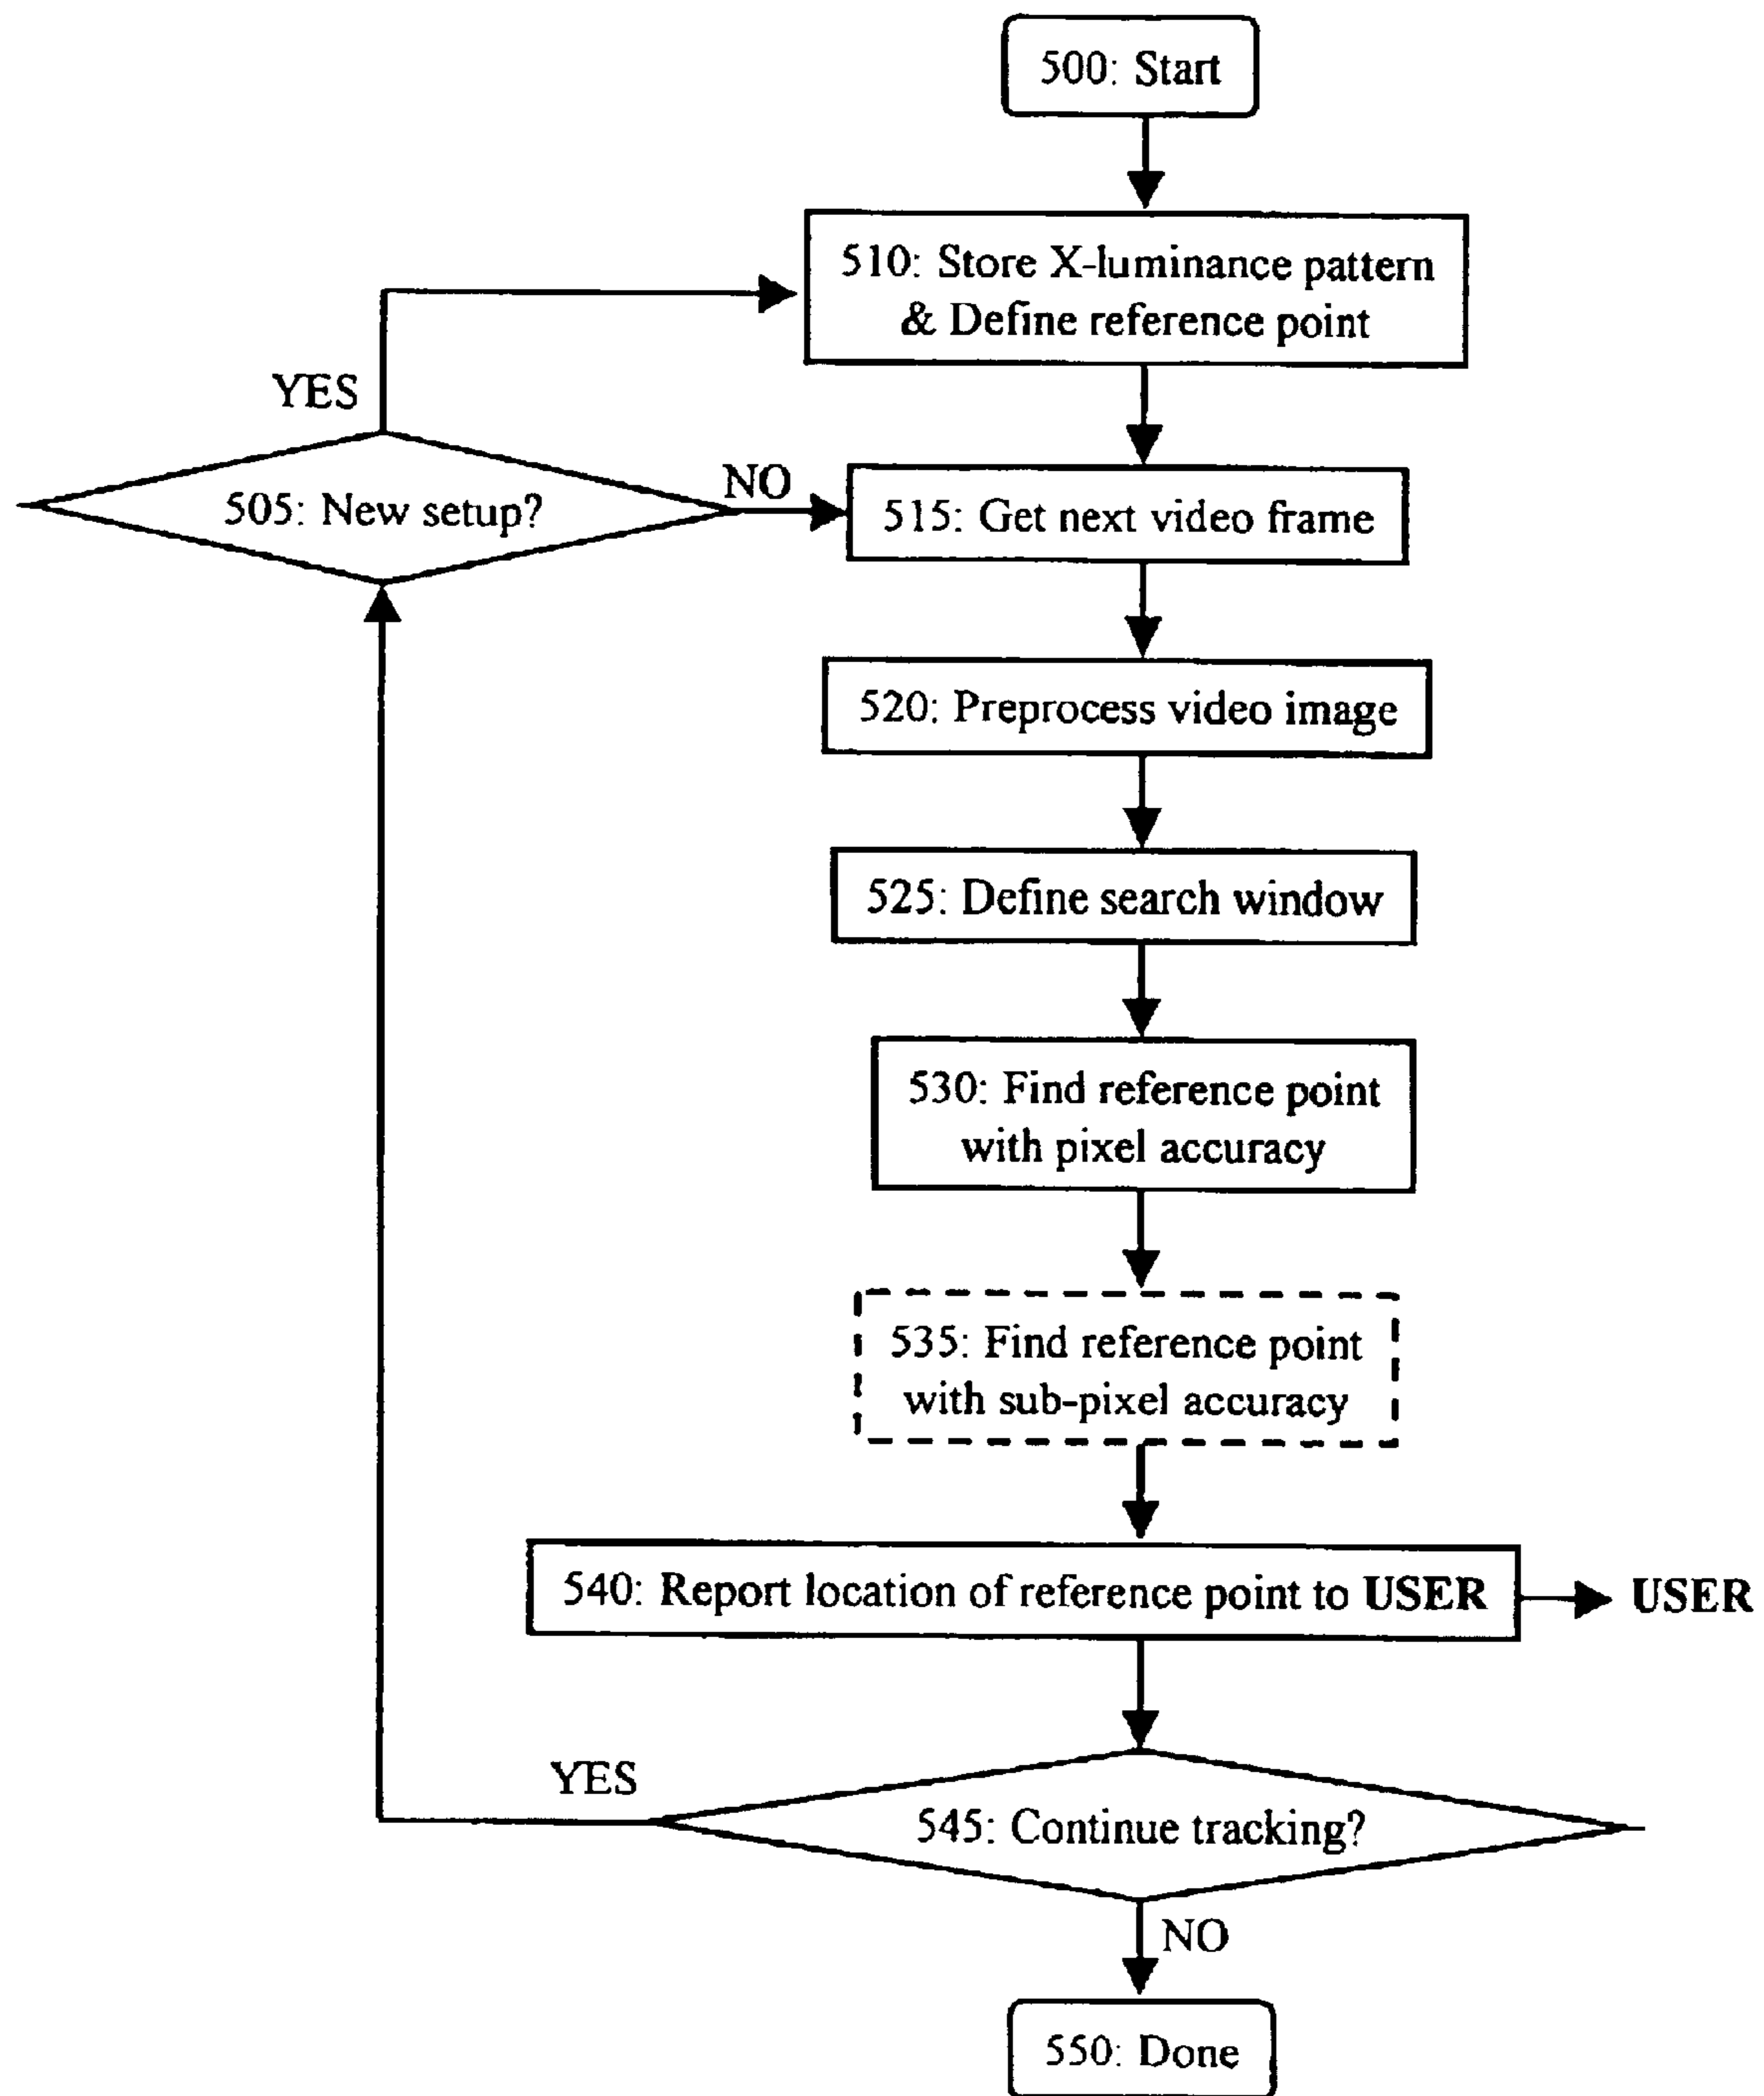 500: Start
510: Store X-luminance pattern
& Define reference point
YES
505: New setup?
NO
515: Get next video frame
520: Preprocess video image
525: Define search window
530: Find reference point
with pixel accuracy
535: Find reference point
with sub-pixel accuracy
540: Report location of reference point to USER
USER
YES
545: Continue tracking?
NO
550: Done